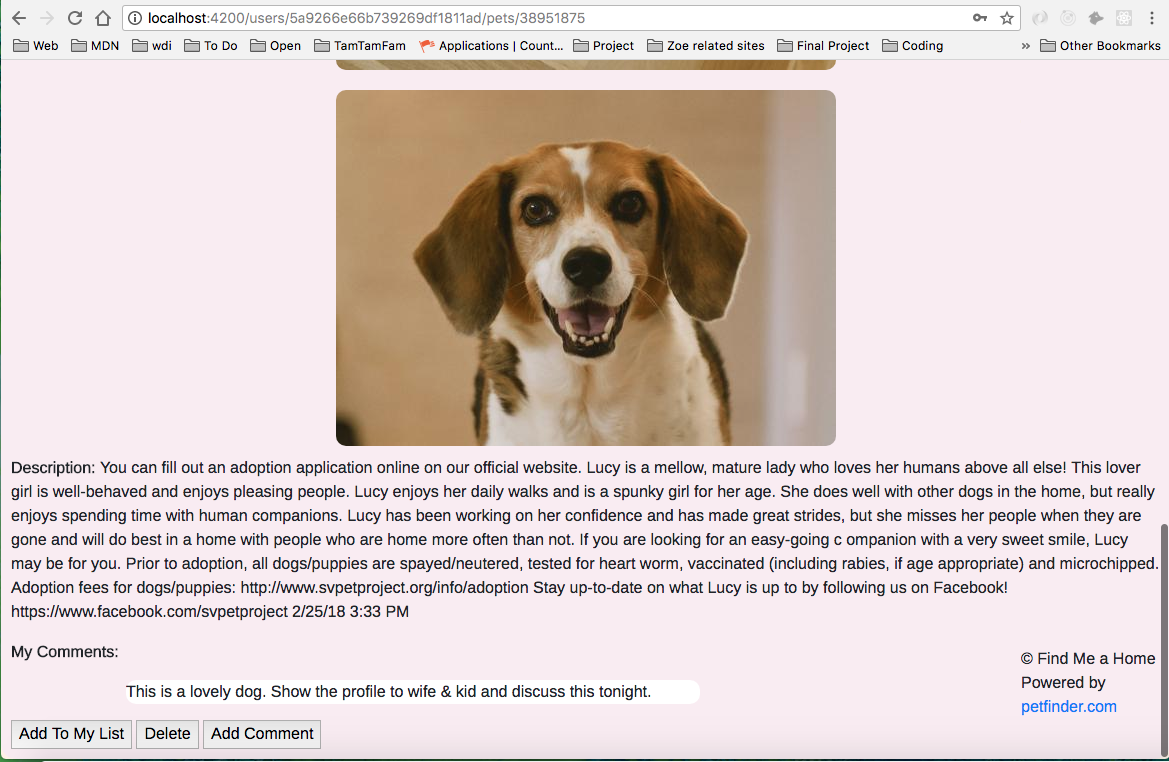 localhost:4200/users/5a9266e66b739269df1811ad/pets/38951875
Web MDN wdi To Do Open TamTamFam Applications | Count... Project Zoe related sites Final Project Coding » Other Bookmarks
Description: You can fill out an adoption application online on our official website. Lucy is a mellow, mature lady who loves her humans above all else! This lover
girl is well-behaved and enjoys pleasing people. Lucy enjoys her daily walks and is a spunky girl for her age. She does well with other dogs in the home, but really
enjoys spending time with human companions. Lucy has been working on her confidence and has made great strides, but she misses her people when they are
gone and will do best in a home with people who are home more often than not. If you are looking for an easy-going c ompanion with a very sweet smile, Lucy
may be for you. Prior to adoption, all dogs/puppies are spayed/neutered, tested for heart worm, vaccinated (including rabies, if age appropriate) and microchipped.
Adoption fees for dogs/puppies: http://www.svpetproject.org/info/adoption Stay up-to-date on what Lucy is up to by following us on Facebook!
https://www.facebook.com/svpetproject 2/25/18 3:33 PM
My Comments:
This is a lovely dog. Show the profile to wife & kid and discuss this tonight.
Add To My List Delete Add Comment
© Find Me a Home
Powered by
petfinder.com